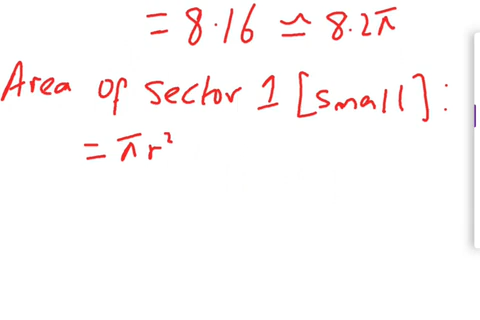 = 8.16 ≃ 8.2π
Area of sector 1 [small]:
= πr²